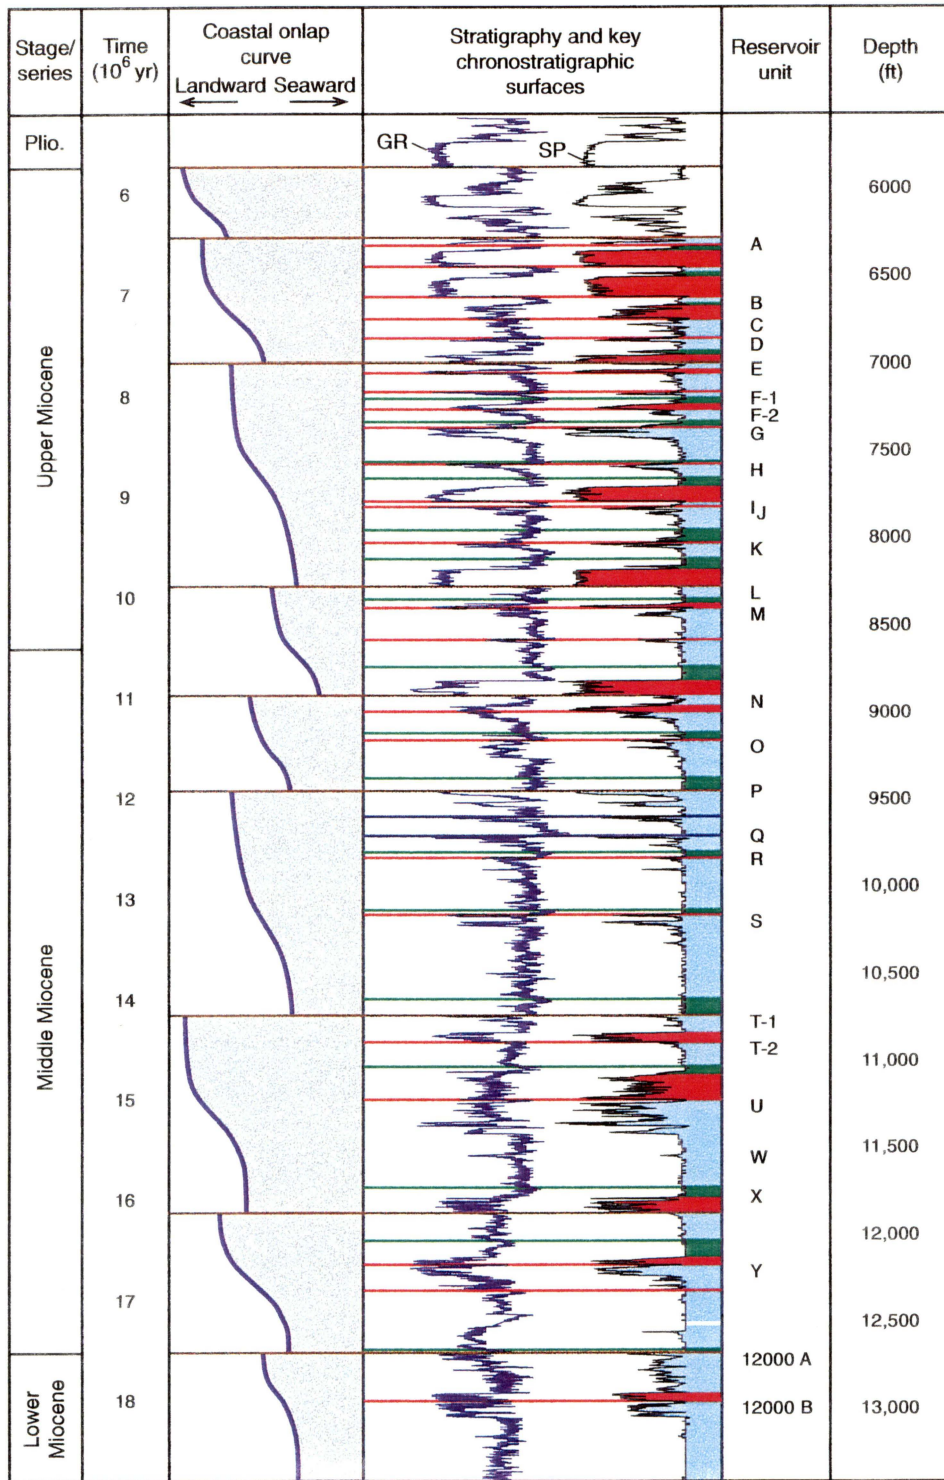 Stage/
series
Time
(10⁶ yr)
Coastal onlap
curve
Landward Seaward
Stratigraphy and key
chronostratigraphic
surfaces
Reservoir
unit
Depth
(ft)
Plio.
Upper Miocene
Middle Miocene
Lower
Miocene
6
7
8
9
10
11
12
13
14
15
16
17
18
GR
SP
A
B
C
D
E
F-1
F-2
G
H
I
J
K
L
M
N
O
P
Q
R
S
T-1
T-2
U
W
X
Y
12000 A
12000 B
6000
6500
7000
7500
8000
8500
9000
9500
10,000
10,500
11,000
11,500
12,000
12,500
13,000